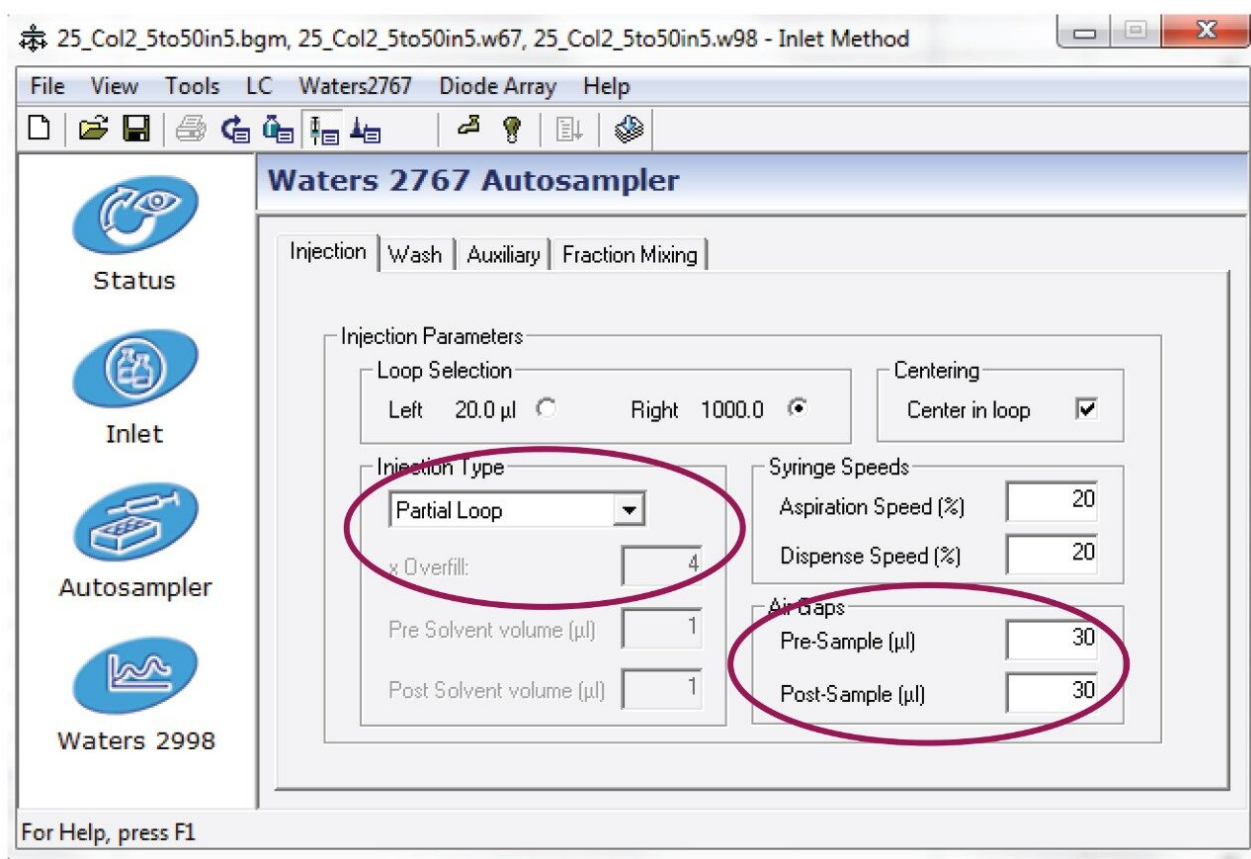 25_Col2_5to50in5.bgm, 25_Col2_5to50in5.w67, 25_Col2_5to50in5.w98 - Inlet Method
File View Tools LC Waters2767 Diode Array Help
Waters 2767 Autosampler
Status
Inlet
Autosampler
Waters 2998
Injection Wash Auxiliary Fraction Mixing
Injection Parameters
Loop Selection
Left 20.0 µl Right 1000.0
Centering
Center in loop
Injection Type
Partial Loop
x Overfill: 4
Pre Solvent volume (µl) 1
Post Solvent volume (µl) 1
Syringe Speeds
Aspiration Speed (%) 20
Dispense Speed (%) 20
Air Gaps
Pre-Sample (µl) 30
Post-Sample (µl) 30
For Help, press F1